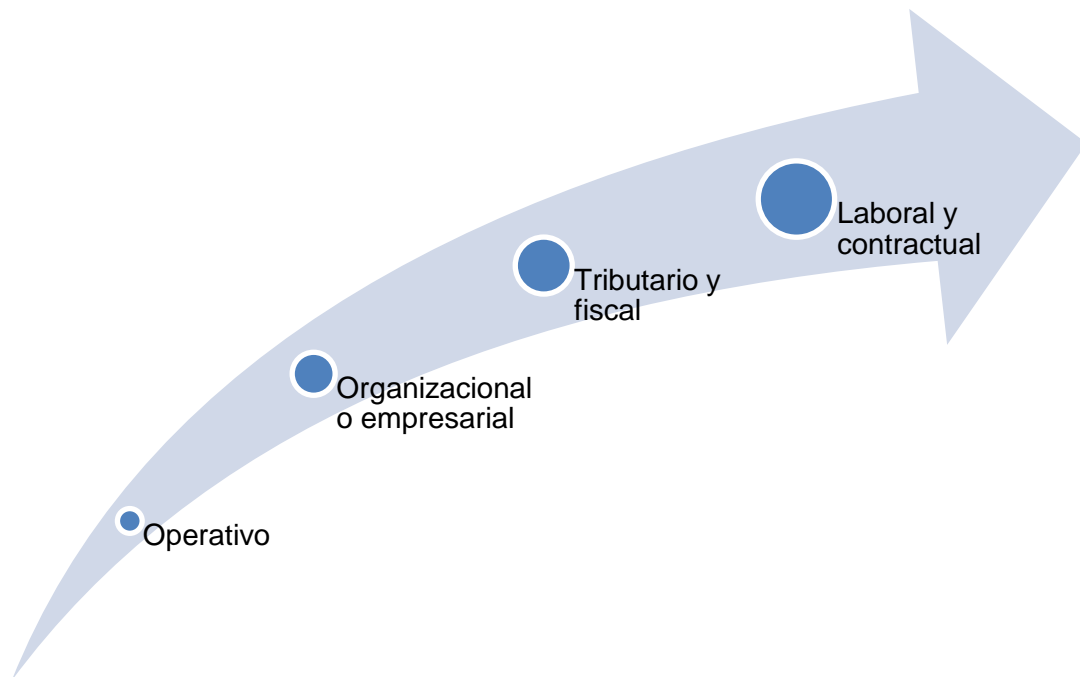 Laboral y
contractual
Tributario y
fiscal
Organizacional
o empresarial
Operativo